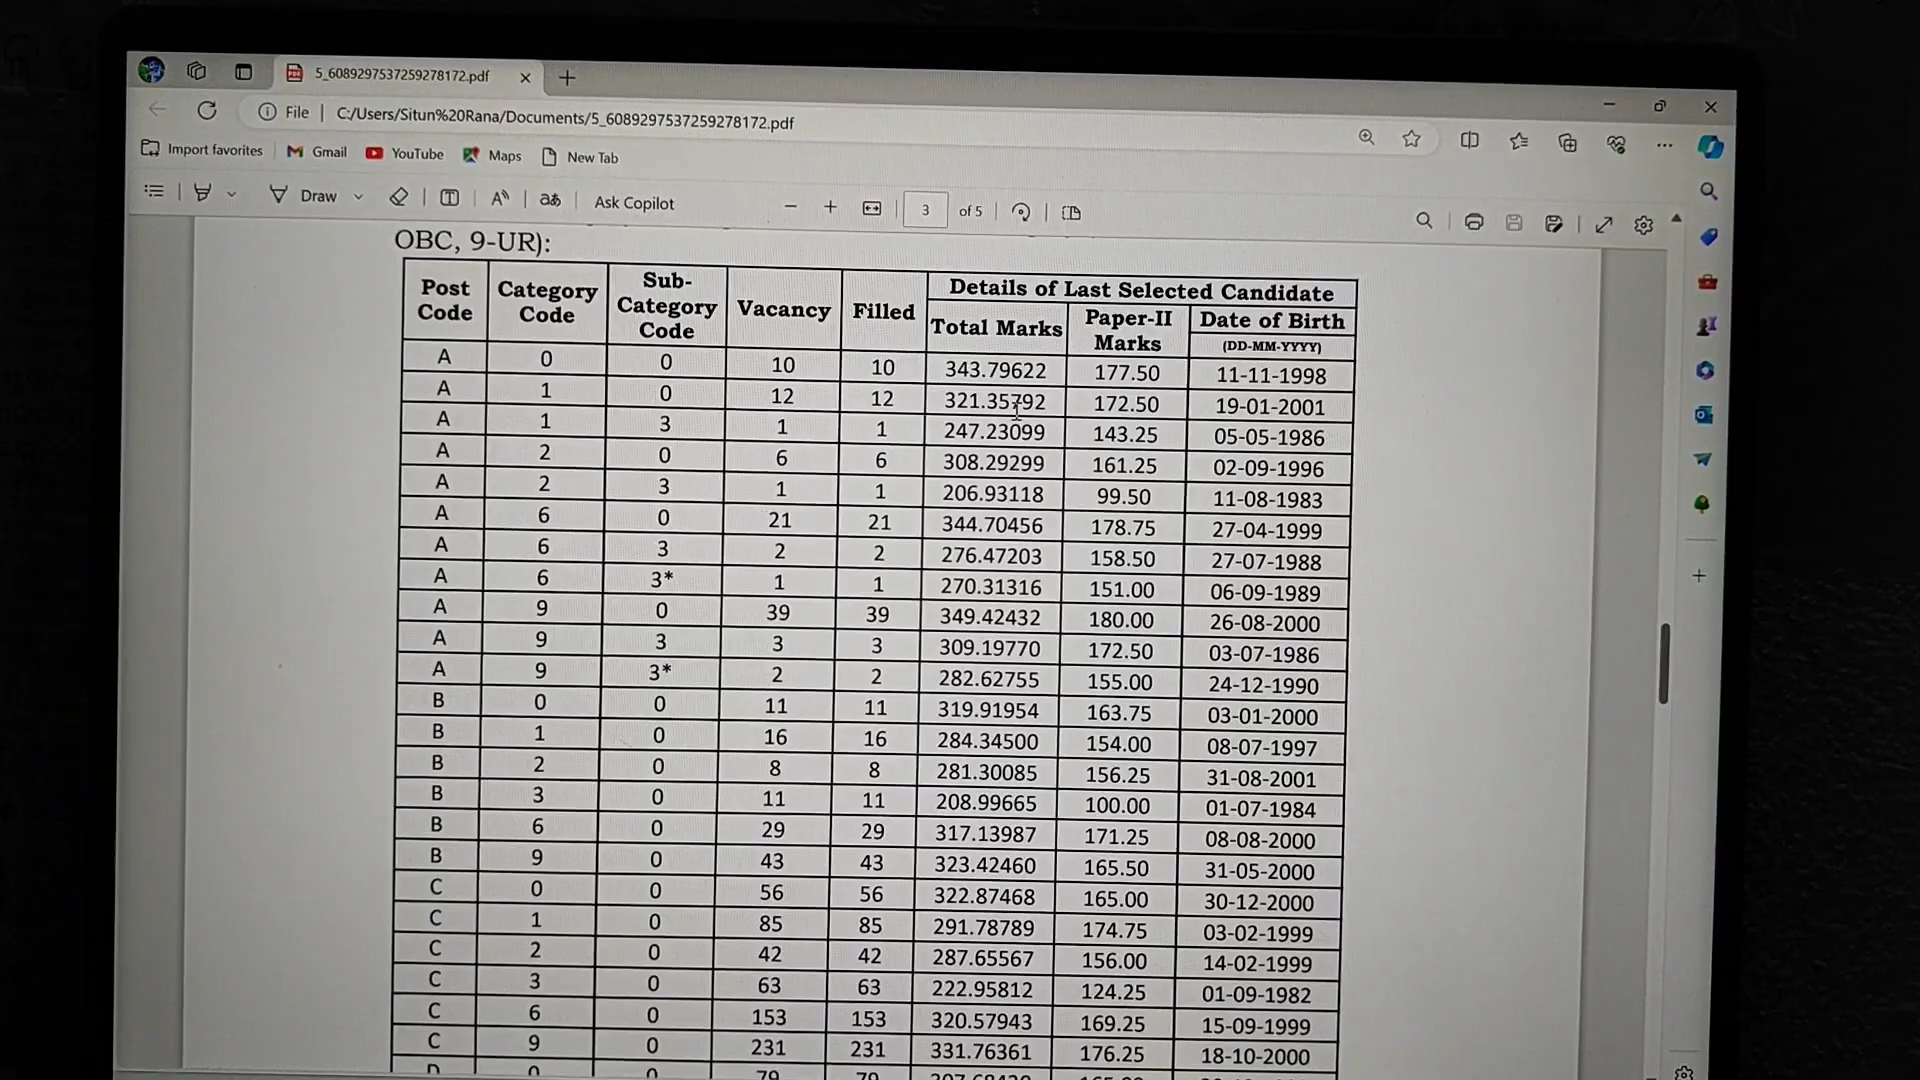 5_6089297537259278172.pdf
File | C:/Users/Situn%20Rana/Documents/5_6089297537259278172.pdf
Import favorites Gmail YouTube Maps New Tab
Draw Ask Copilot 3 of 5
OBC, 9-UR):
Post Code Category Code Sub-Category Code Vacancy Filled Details of Last Selected Candidate
Total Marks Paper-II Marks Date of Birth (DD-MM-YYYY)
A 0 0 10 10 343.79622 177.50 11-11-1998
A 1 0 12 12 321.35792 172.50 19-01-2001
A 1 3 1 1 247.23099 143.25 05-05-1986
A 2 0 6 6 308.29299 161.25 02-09-1996
A 2 3 1 1 206.93118 99.50 11-08-1983
A 6 0 21 21 344.70456 178.75 27-04-1999
A 6 3 2 2 276.47203 158.50 27-07-1988
A 6 3* 1 1 270.31316 151.00 06-09-1989
A 9 0 39 39 349.42432 180.00 26-08-2000
A 9 3 3 3 309.19770 172.50 03-07-1986
A 9 3* 2 2 282.62755 155.00 24-12-1990
B 0 0 11 11 319.91954 163.75 03-01-2000
B 1 0 16 16 284.34500 154.00 08-07-1997
B 2 0 8 8 281.30085 156.25 31-08-2001
B 3 0 11 11 208.99665 100.00 01-07-1984
B 6 0 29 29 317.13987 171.25 08-08-2000
B 9 0 43 43 323.42460 165.50 31-05-2000
C 0 0 56 56 322.87468 165.00 30-12-2000
C 1 0 85 85 291.78789 174.75 03-02-1999
C 2 0 42 42 287.65567 156.00 14-02-1999
C 3 0 63 63 222.95812 124.25 01-09-1982
C 6 0 153 153 320.57943 169.25 15-09-1999
C 9 0 231 231 331.76361 176.25 18-10-2000
D 0 0 79 79